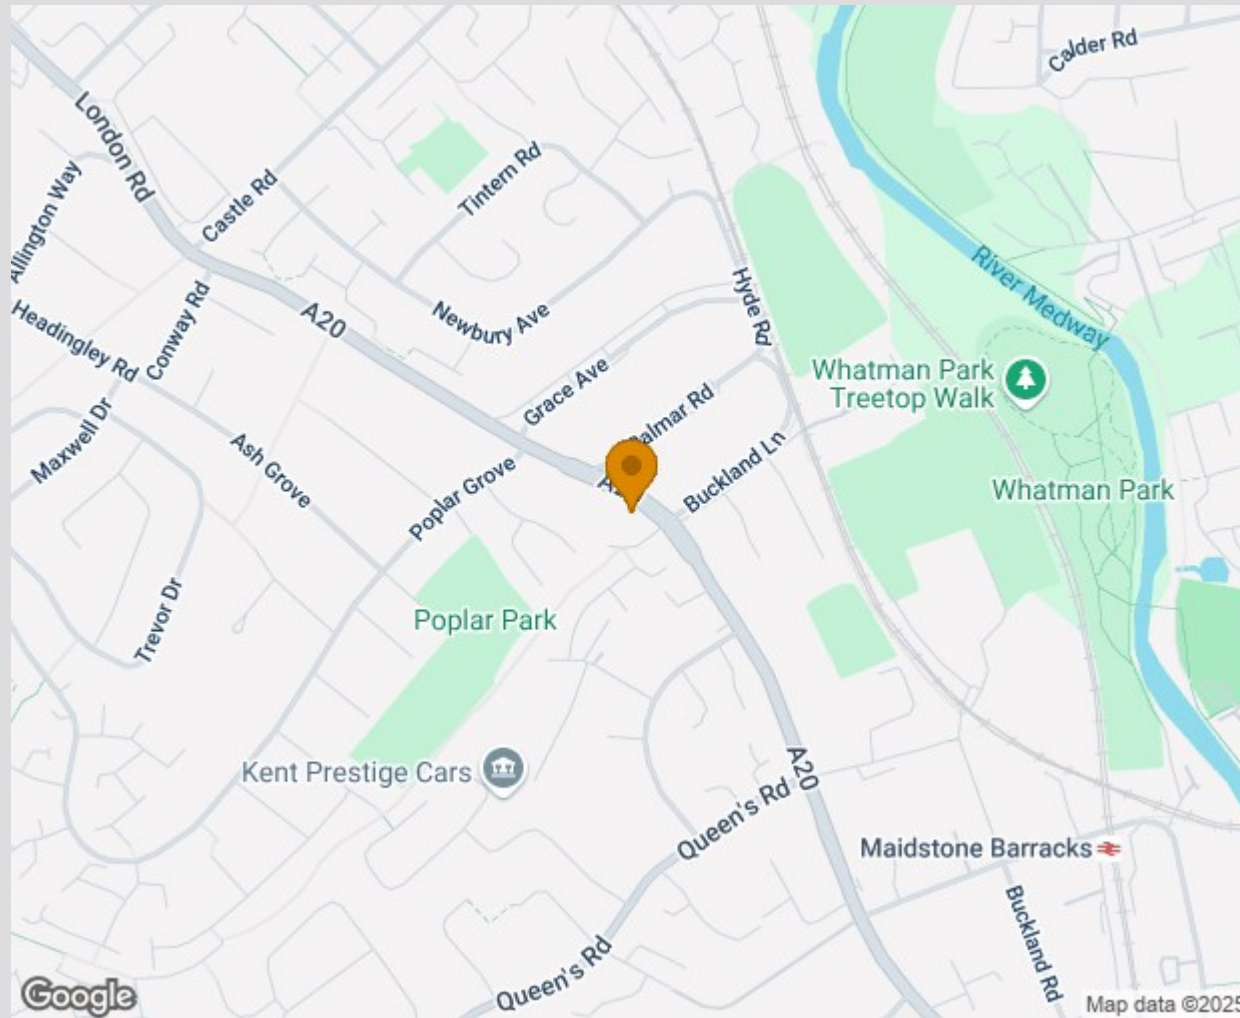 Calder Rd
London Rd
Allington Way
Castle Rd
Tintern Rd
River Medway
Headingley Rd
Conway Rd
A20
Newbury Ave
Hyde Rd
Whatman Park
Treetop Walk
Grace Ave
Maxwell Dr
Ash Grove
Poplar Grove
Buckland Ln
Whatman Park
Trevor Dr
Poplar Park
Kent Prestige Cars
A20
Queen's Rd
Maidstone Barracks
Buckland Rd
Queen's Rd
Google
Map data ©2025